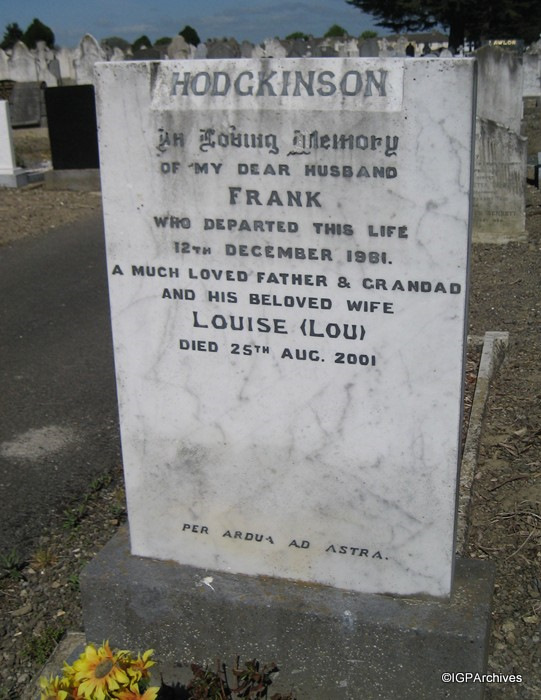 HODGKINSON
In Loving Memory
OF MY DEAR HUSBAND
FRANK
WHO DEPARTED THIS LIFE
12TH DECEMBER 1981.
A MUCH LOVED FATHER & GRANDAD
AND HIS BELOVED WIFE
LOUISE (LOU)
DIED 25TH AUG. 2001
PER ARDUA AD ASTRA.
LAWLOR
©IGPArchives